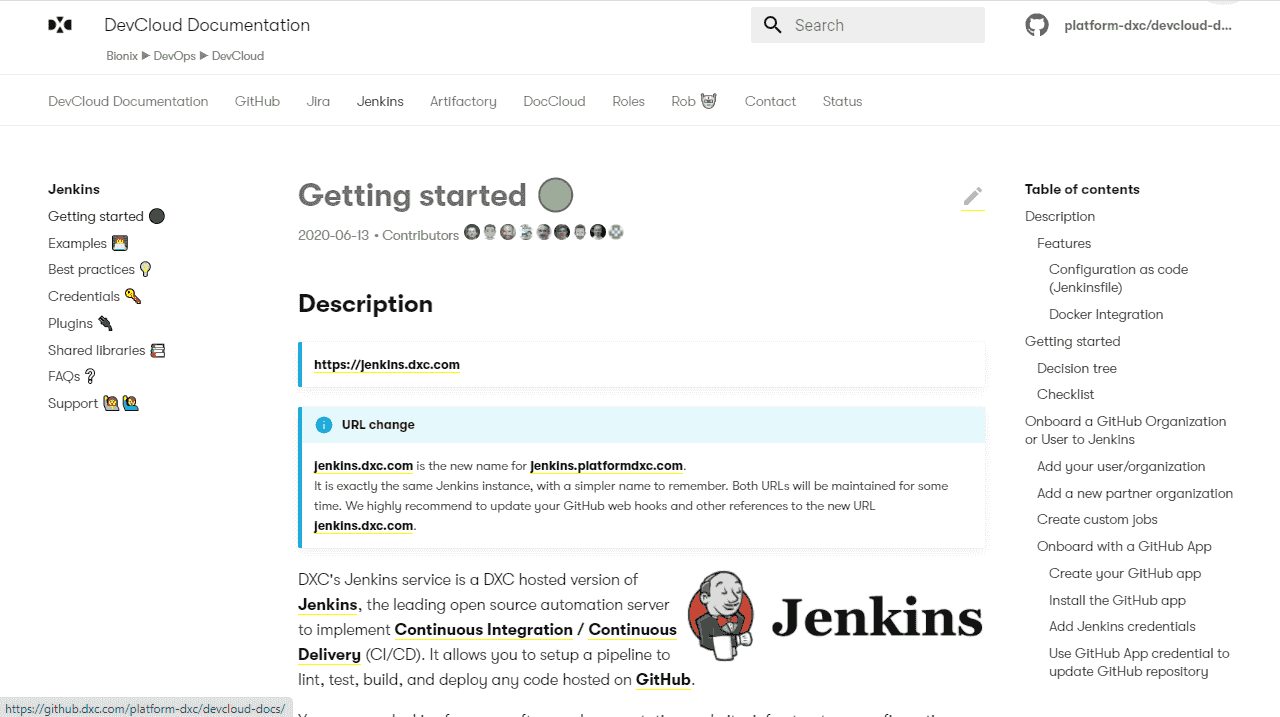 DevCloud Documentation
Search
platform-dxc/devcloud-d...
Bionix ▶ DevOps ▶ DevCloud
DevCloud Documentation GitHub Jira Jenkins Artifactory DocCloud Roles Rob Contact Status
Jenkins
Getting started
Examples
Best practices
Credentials
Plugins
Shared libraries
FAQs
Support
Getting started
2020-06-13 • Contributors
Description
https://jenkins.dxc.com
URL change
jenkins.dxc.com is the new name for jenkins.platformdxc.com.
It is exactly the same Jenkins instance, with a simpler name to remember. Both URLs will be maintained for some
time. We highly recommend to update your GitHub web hooks and other references to the new URL
jenkins.dxc.com.
DXC's Jenkins service is a DXC hosted version of
Jenkins, the leading open source automation server
to implement Continuous Integration / Continuous
Delivery (CI/CD). It allows you to setup a pipeline to
lint, test, build, and deploy any code hosted on GitHub.
Jenkins
Table of contents
Description
Features
Configuration as code
(Jenkinsfile)
Docker Integration
Getting started
Decision tree
Checklist
Onboard a GitHub Organization
or User to Jenkins
Add your user/organization
Add a new partner organization
Create custom jobs
Onboard with a GitHub App
Create your GitHub app
Install the GitHub app
Add Jenkins credentials
Use GitHub App credential to
update GitHub repository
https://github.dxc.com/platform-dxc/devcloud-docs/